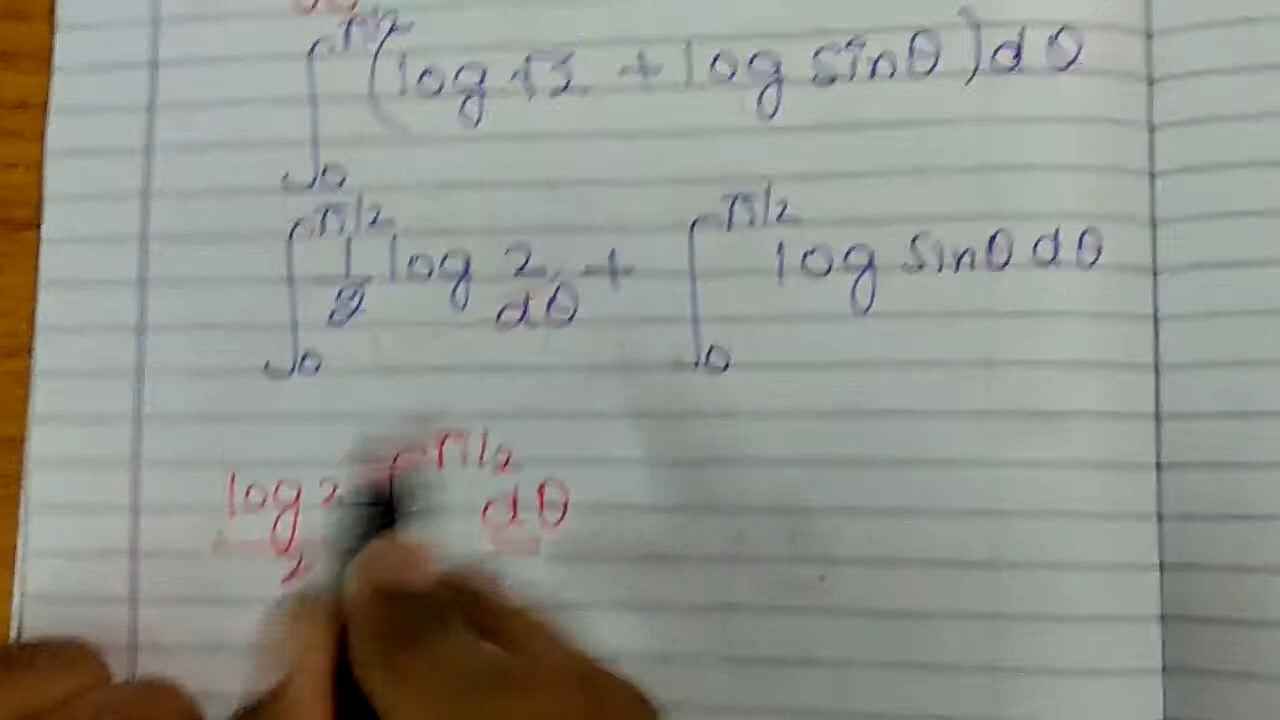 ∫₀^π/2 (log √2 + log sinθ) dθ
∫₀^π/2 1/2 log 2 dθ + ∫₀^π/2 log sinθ dθ
log 2 / 2 ∫^π/2 dθ